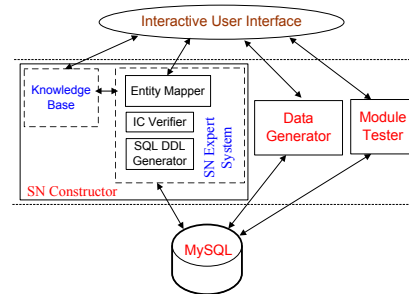 Interactive User Interface
Knowledge
Base
Entity Mapper
IC Verifier
SQL DDL
Generator
SN Expert
System
SN Constructor
Data
Generator
Module
Tester
MySQL